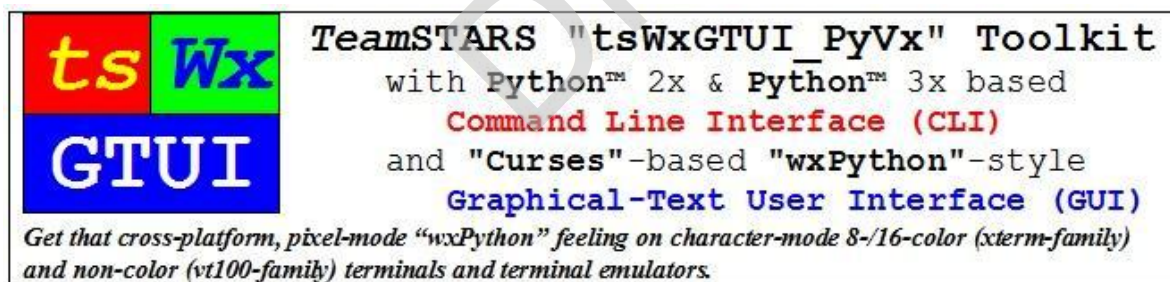 ts Wx
GTUI
TeamSTARS "tsWxGTUI_PyVx" Toolkit
with Python™ 2x & Python™ 3x based
Command Line Interface (CLI)
and "Curses"-based "wxPython"-style
Graphical-Text User Interface (GUI)
Get that cross-platform, pixel-mode “wxPython” feeling on character-mode 8-/16-color (xterm-family)
and non-color (vt100-family) terminals and terminal emulators.